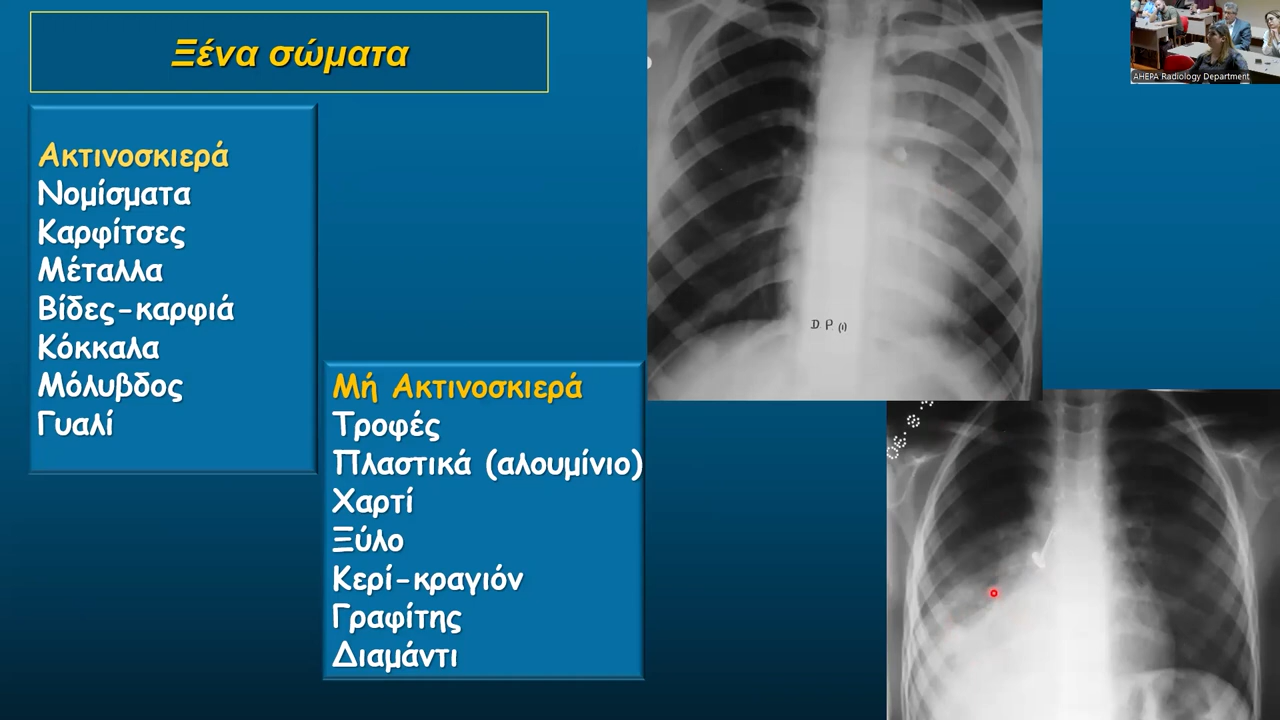 Ξένα σώματα
AHEPA Radiology Department
Ακτινοσκιερά
Νομίσματα
Καρφίτσες
Μέταλλα
Βίδες-καρφιά
Κόκκαλα
Μόλυβδος
Γυαλί
Μή Ακτινοσκιερά
Τροφές
Πλαστικά (αλουμίνιο)
Χαρτί
Ξύλο
Κερί-κραγιόν
Γραφίτης
Διαμάντι
D. P. (1)